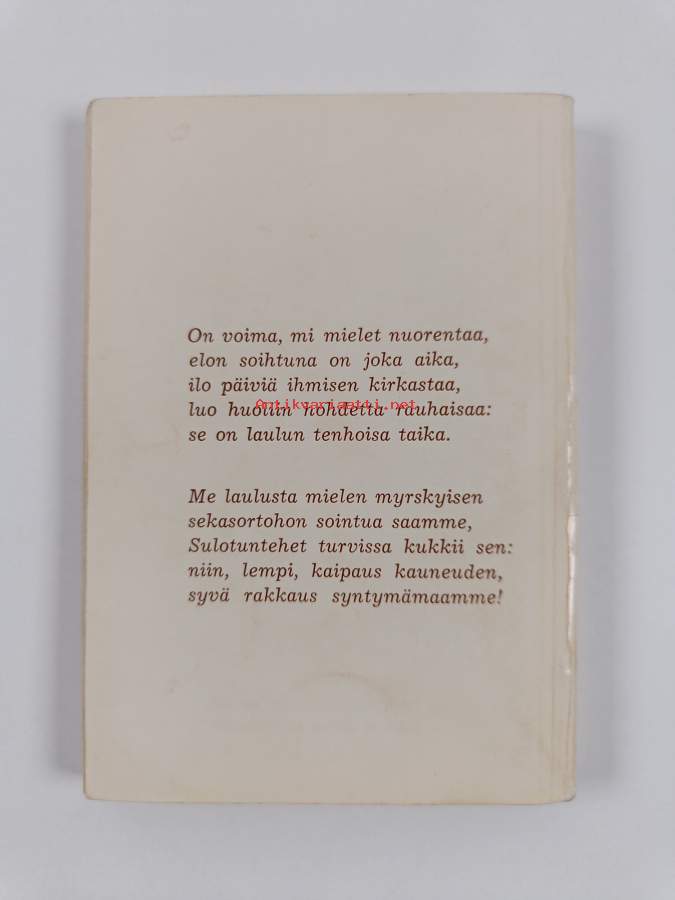 On voima, mi mielet nuorentaa,
elon soihtuna on joka aika,
ilo päiviä ihmisen kirkastaa,
luo huoliin hohdetta rauhaisaa:
Antikvariaatti.net
se on laulun tenhoisa taika.
Me laulusta mielen myrskyisen
sekasortohon sointua saamme,
Sulotuntehet turvissa kukkii sen:
niin, lempi, kaipaus kauneuden,
syvä rakkaus syntymämaamme!